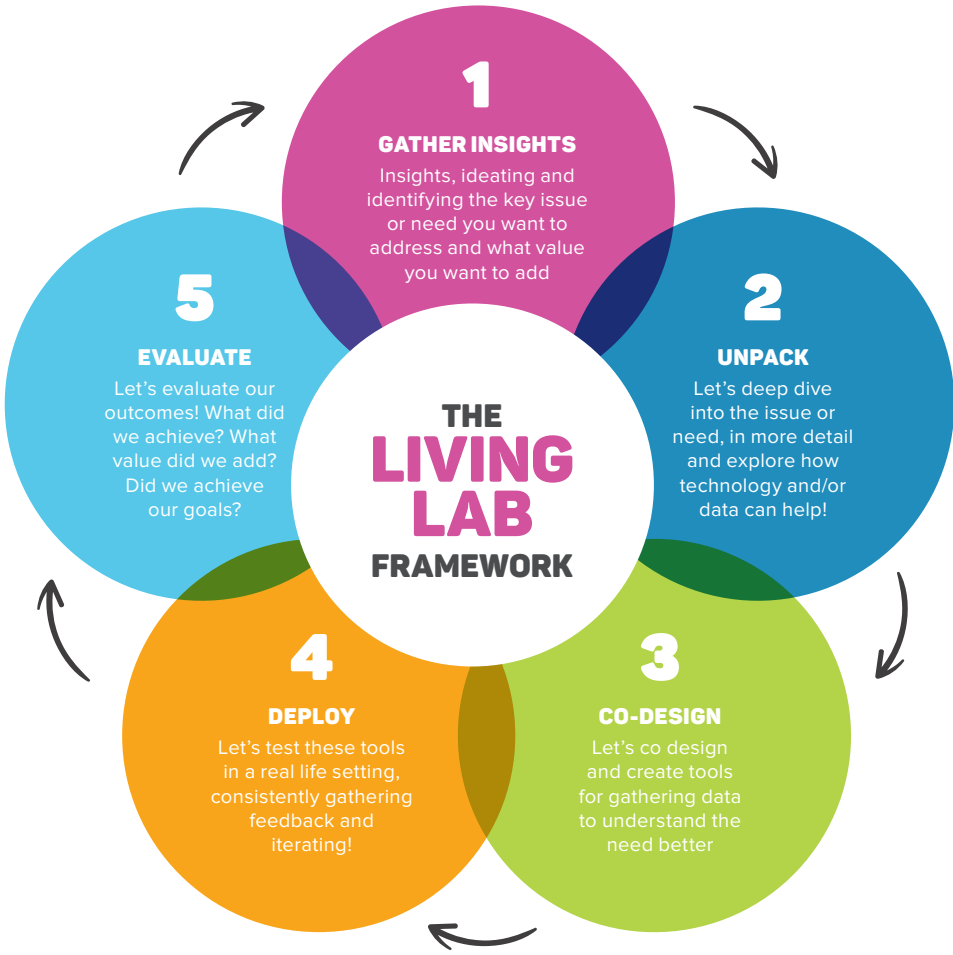 1
GATHER INSIGHTS
Insights, ideating and
identifying the key issue
or need you want to
address and what value
you want to add
2
UNPACK
Let’s deep dive
into the issue or
need, in more detail
and explore how
technology and/or
data can help!
3
CO-DESIGN
Let’s co design
and create tools
for gathering data
to understand the
need better
4
DEPLOY
Let’s test these tools
in a real life setting,
consistently gathering
feedback and
iterating!
5
EVALUATE
Let’s evaluate our
outcomes! What did
we achieve? What
value did we add?
Did we achieve
our goals?
THE
LIVING
LAB
FRAMEWORK